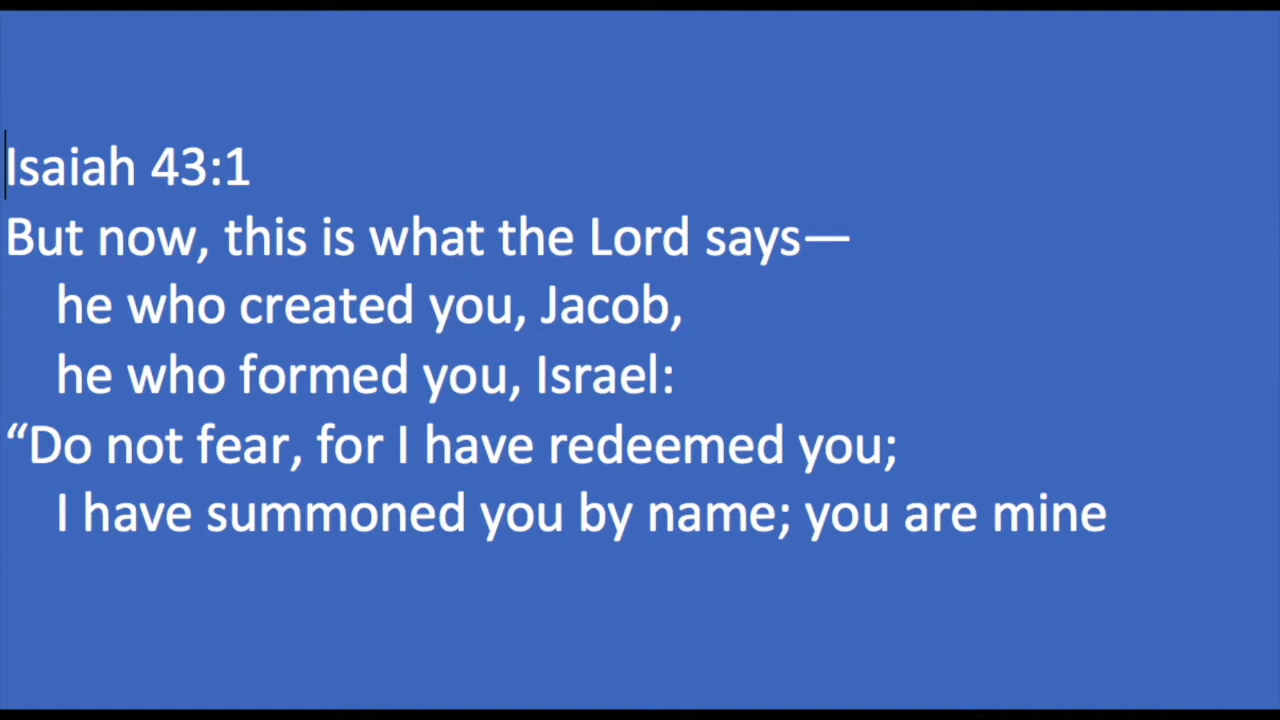 Isaiah 43:1
But now, this is what the Lord says—
he who created you, Jacob,
he who formed you, Israel:
“Do not fear, for I have redeemed you;
I have summoned you by name; you are mine